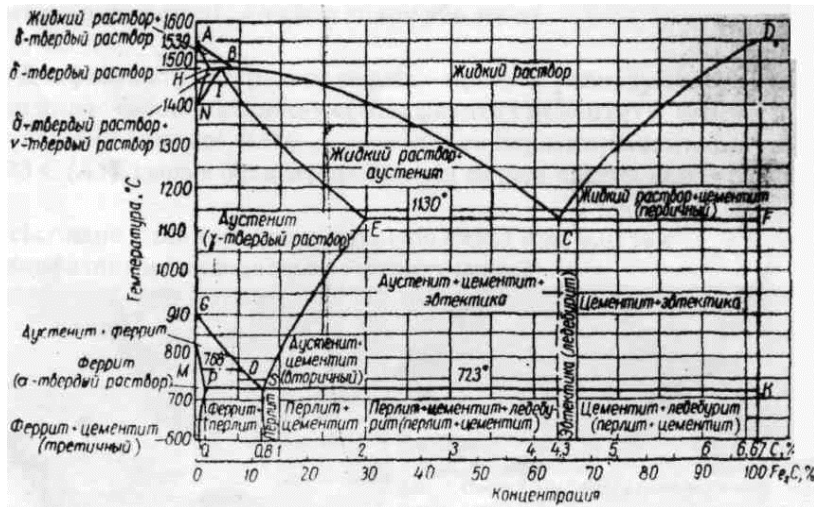 Жидкий раствор+
δ-твердый раствор
δ-твердый раствор
δ-твердый раствор+
γ-твердый раствор
Температура, °С
1600
1539
1500
1400
1300
1200
1100
1000
910
800
700
600
A
B
H
I
N
D
Жидкий раствор
Жидкий раствор+
аустенит
1130°
Жидкий раствор+цементит
(первичный)
E
C
F
Аустенит
(γ-твердый раствор)
G
Аустенит+цементит+
эвтектика
Цементит+эвтектика
Эвтектика (ледебурит)
Аустенит+феррит
Аустенит+
цементит
(вторичный)
768
M
P
O
S
723°
K
Феррит
(α-твердый раствор)
Феррит+цементит
(третичный)
Феррит+
перлит
Перлит
Перлит+
цементит
Перлит+цементит+ледебу-
рит(перлит+цементит)
Цементит+ледебурит
(перлит+цементит)
0 0,8 1 2 3 4 4,3 5 6 6,67 C,%
0 10 20 30 40 50 60 70 80 90 100 Fe₃C,%
Концентрация